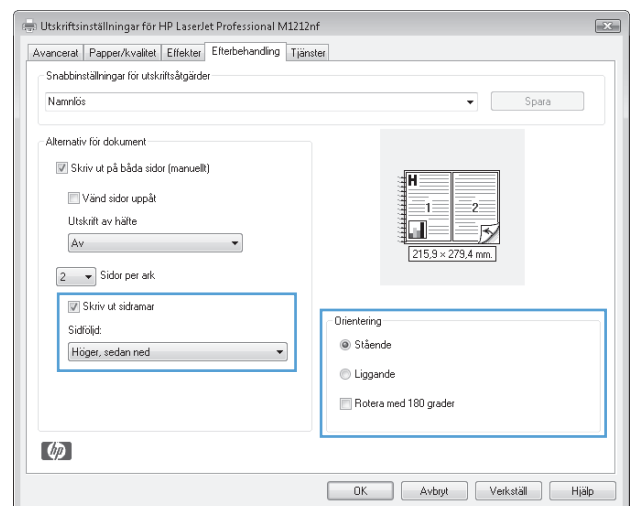 Utskriftsinställningar för HP LaserJet Professional M1212nf
Avancerat Papper/kvalitet Effekter Efterbehandling Tjänster
Snabbinställningar för utskriftsåtgärder
Namnlös
Spara
Alternativ för dokument
Skriv ut på båda sidor (manuellt)
Vänd sidor uppåt
Utskrift av häfte
Av
2 Sidor per ark
Skriv ut sidramar
Sidföljd:
Höger, sedan ned
H
1 2
215,9 × 279,4 mm.
Orientering
Stående
Liggande
Rotera med 180 grader
hp
OK Avbryt Verkställ Hjälp